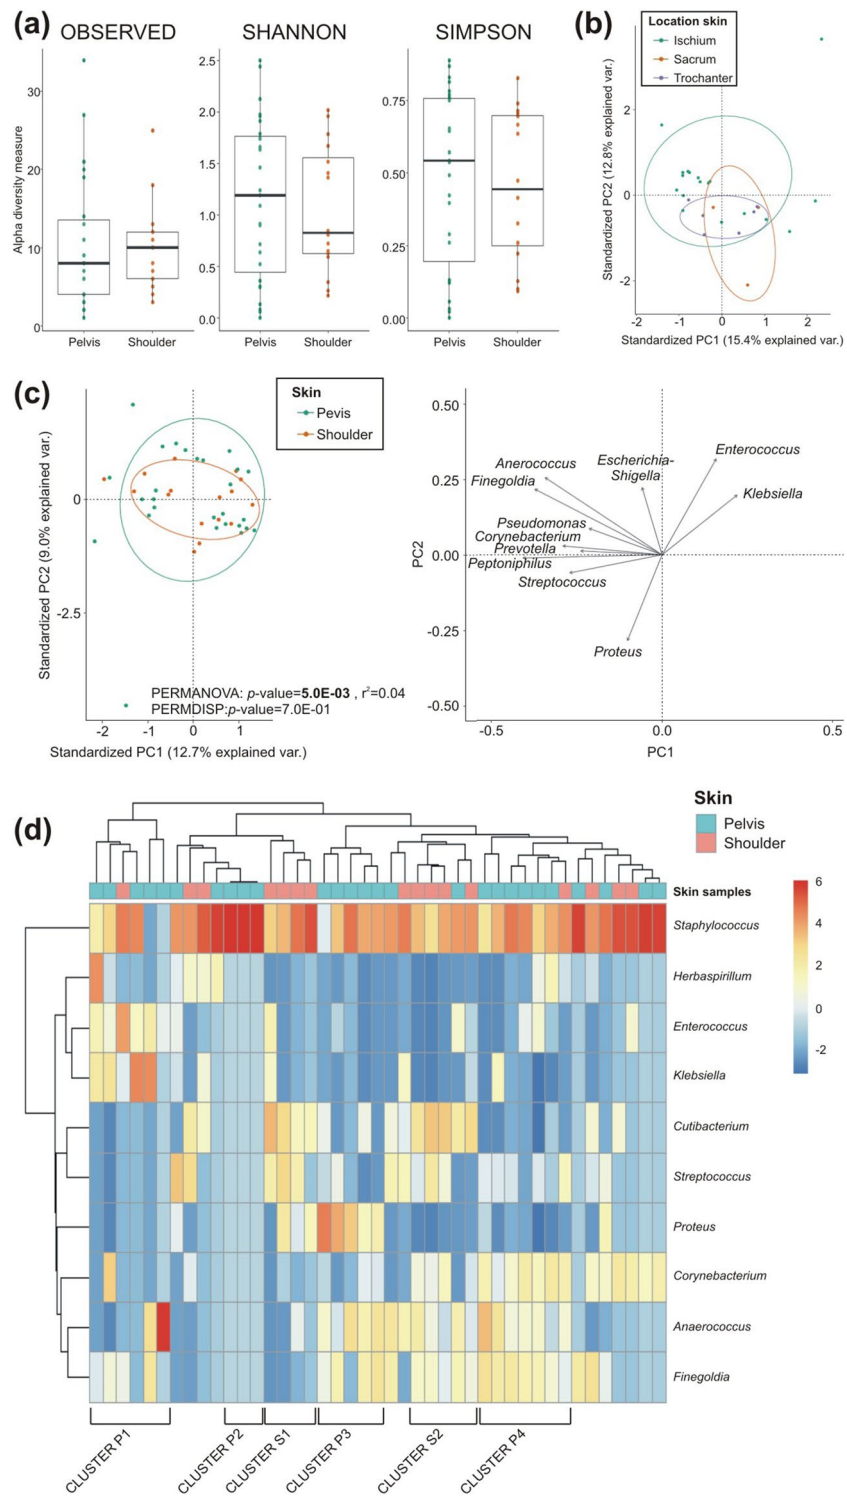 (a)
OBSERVED
SHANNON
SIMPSON
Alpha diversity measure
30
20
10
0
2.5
2.0
1.5
1.0
0.5
0.0
0.75
0.50
0.25
0.00
Pelvis
Shoulder
Pelvis
Shoulder
Pelvis
Shoulder
(b)
Location skin
Ischium
Sacrum
Trochanter
Standardized PC2 (12.8% explained var.)
2
0
-2
-2
-1
0
1
2
Standardized PC1 (15.4% explained var.)
(c)
Skin
Pevis
Shoulder
Standardized PC2 (9.0% explained var.)
0
-2.5
PERMANOVA: p-value=5.0E-03 , r²=0.04
PERMDISP:p-value=7.0E-01
-2
-1
0
1
Standardized PC1 (12.7% explained var.)
PC2
0.50
0.25
0.00
-0.25
-0.50
Anerococcus
Finegoldia
Escherichia-
Shigella
Enterococcus
Klebsiella
Pseudomonas
Corynebacterium
Prevotella
Peptoniphilus
Streptococcus
Proteus
-0.5
0.0
0.5
PC1
(d)
Skin
Pelvis
Shoulder
Skin samples
6
4
2
0
-2
Staphylococcus
Herbaspirillum
Enterococcus
Klebsiella
Cutibacterium
Streptococcus
Proteus
Corynebacterium
Anaerococcus
Finegoldia
CLUSTER P1
CLUSTER P2
CLUSTER S1
CLUSTER P3
CLUSTER S2
CLUSTER P4